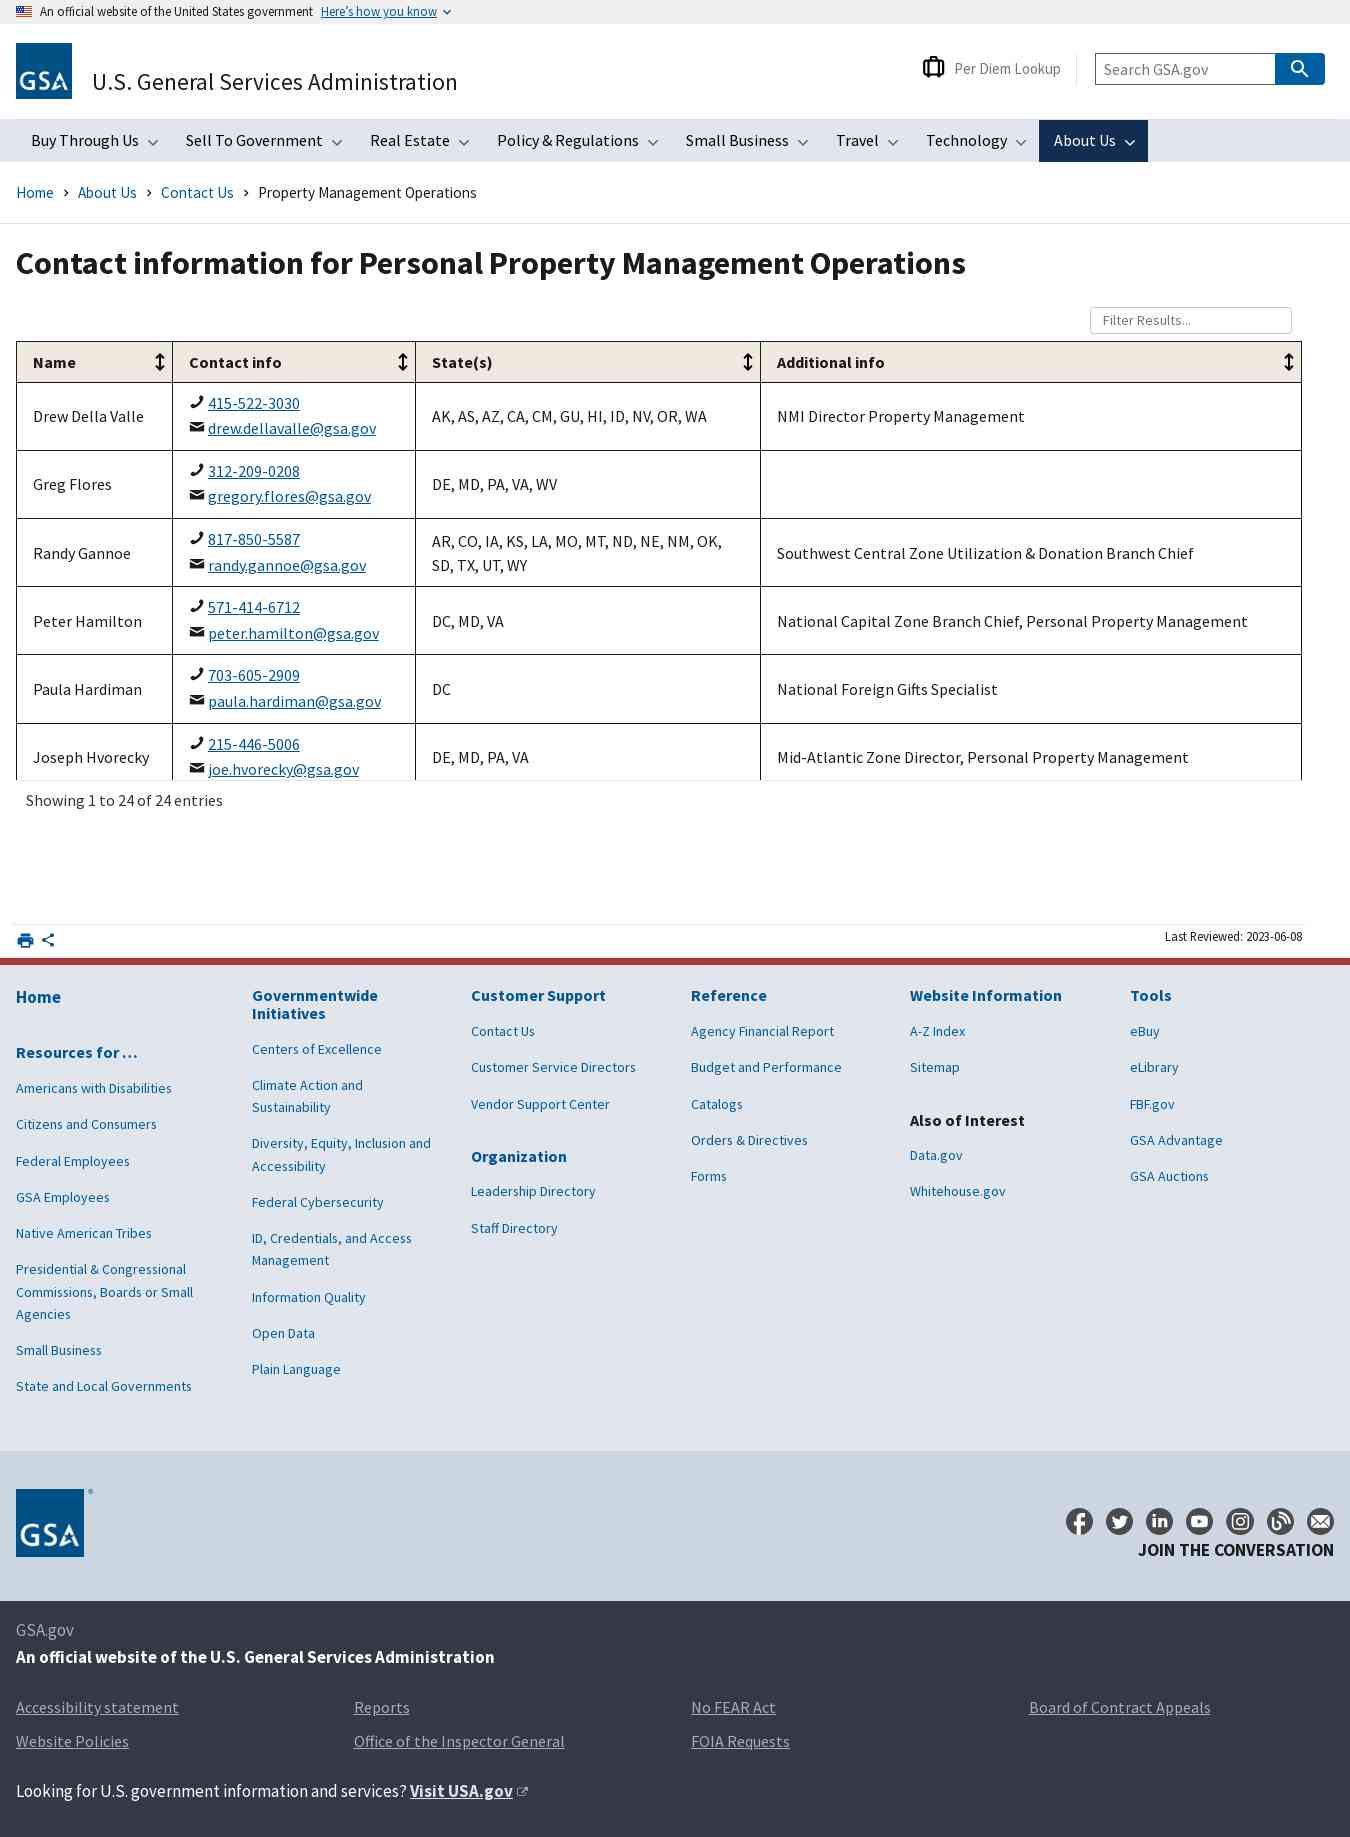 An official website of the United States government Here's how you know
GSA
U.S. General Services Administration
Per Diem Lookup
Search GSA.gov
Buy Through Us Sell To Government Real Estate Policy & Regulations Small Business Travel Technology About Us
Home About Us Contact Us Property Management Operations
Contact information for Personal Property Management Operations
Filter Results...
Name Contact info State(s) Additional info
Drew Della Valle
415-522-3030
drew.dellavalle@gsa.gov
AK, AS, AZ, CA, CM, GU, HI, ID, NV, OR, WA
NMI Director Property Management
Greg Flores
312-209-0208
gregory.flores@gsa.gov
DE, MD, PA, VA, WV
Randy Gannoe
817-850-5587
randy.gannoe@gsa.gov
AR, CO, IA, KS, LA, MO, MT, ND, NE, NM, OK,
SD, TX, UT, WY
Southwest Central Zone Utilization & Donation Branch Chief
Peter Hamilton
571-414-6712
peter.hamilton@gsa.gov
DC, MD, VA
National Capital Zone Branch Chief, Personal Property Management
Paula Hardiman
703-605-2909
paula.hardiman@gsa.gov
DC
National Foreign Gifts Specialist
Joseph Hvorecky
215-446-5006
joe.hvorecky@gsa.gov
DE, MD, PA, VA
Mid-Atlantic Zone Director, Personal Property Management
Showing 1 to 24 of 24 entries
Last Reviewed: 2023-06-08
Home
Resources for …
Americans with Disabilities
Citizens and Consumers
Federal Employees
GSA Employees
Native American Tribes
Presidential & Congressional
Commissions, Boards or Small
Agencies
Small Business
State and Local Governments
Governmentwide
Initiatives
Centers of Excellence
Climate Action and
Sustainability
Diversity, Equity, Inclusion and
Accessibility
Federal Cybersecurity
ID, Credentials, and Access
Management
Information Quality
Open Data
Plain Language
Customer Support
Contact Us
Customer Service Directors
Vendor Support Center
Organization
Leadership Directory
Staff Directory
Reference
Agency Financial Report
Budget and Performance
Catalogs
Orders & Directives
Forms
Website Information
A-Z Index
Sitemap
Also of Interest
Data.gov
Whitehouse.gov
Tools
eBuy
eLibrary
FBF.gov
GSA Advantage
GSA Auctions
GSA®
JOIN THE CONVERSATION
GSA.gov
An official website of the U.S. General Services Administration
Accessibility statement Reports No FEAR Act Board of Contract Appeals
Website Policies Office of the Inspector General FOIA Requests
Looking for U.S. government information and services? Visit USA.gov